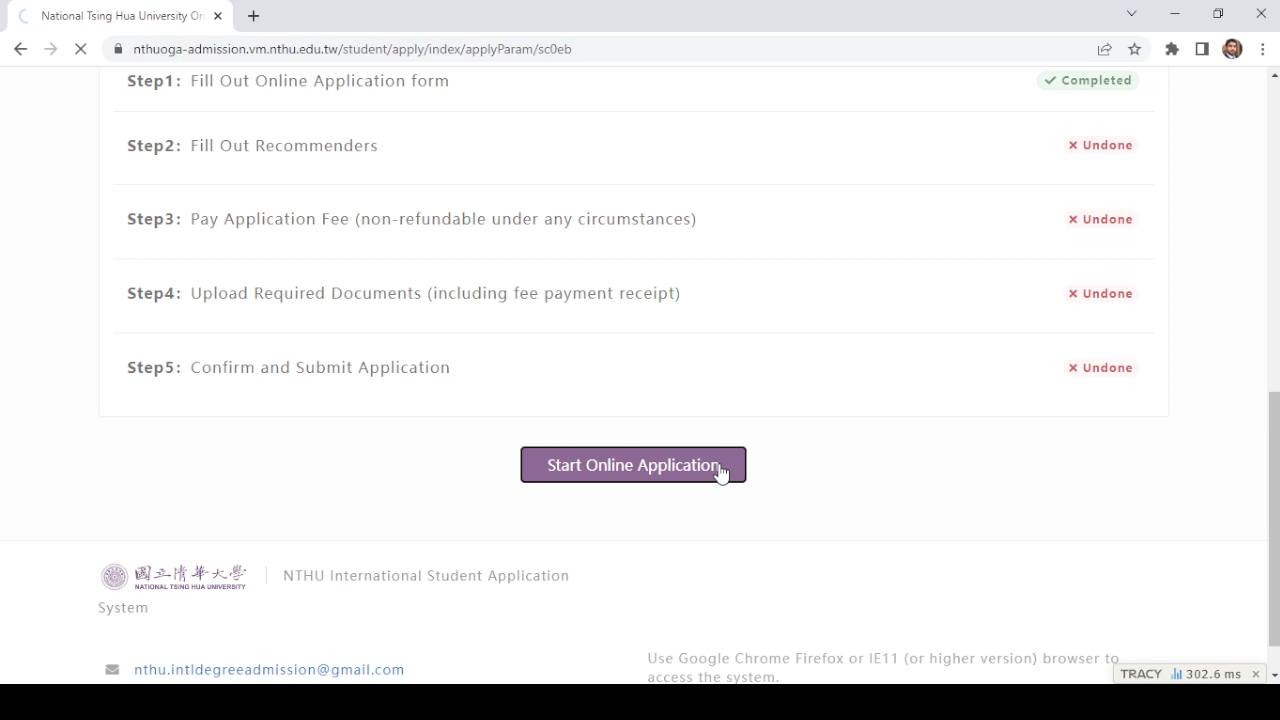 National Tsing Hua University On
nthuoga-admission.vm.nthu.edu.tw/student/apply/index/applyParam/sc0eb
Step1: Fill Out Online Application form
Completed
Step2: Fill Out Recommenders
Undone
Step3: Pay Application Fee (non-refundable under any circumstances)
Undone
Step4: Upload Required Documents (including fee payment receipt)
Undone
Step5: Confirm and Submit Application
Undone
Start Online Application
國立清華大學
NATIONAL TSING HUA UNIVERSITY
NTHU International Student Application
System
nthu.intldegreeadmission@gmail.com
Use Google Chrome Firefox or IE11 (or higher version) browser to
access the system.
TRACY 302.6 ms